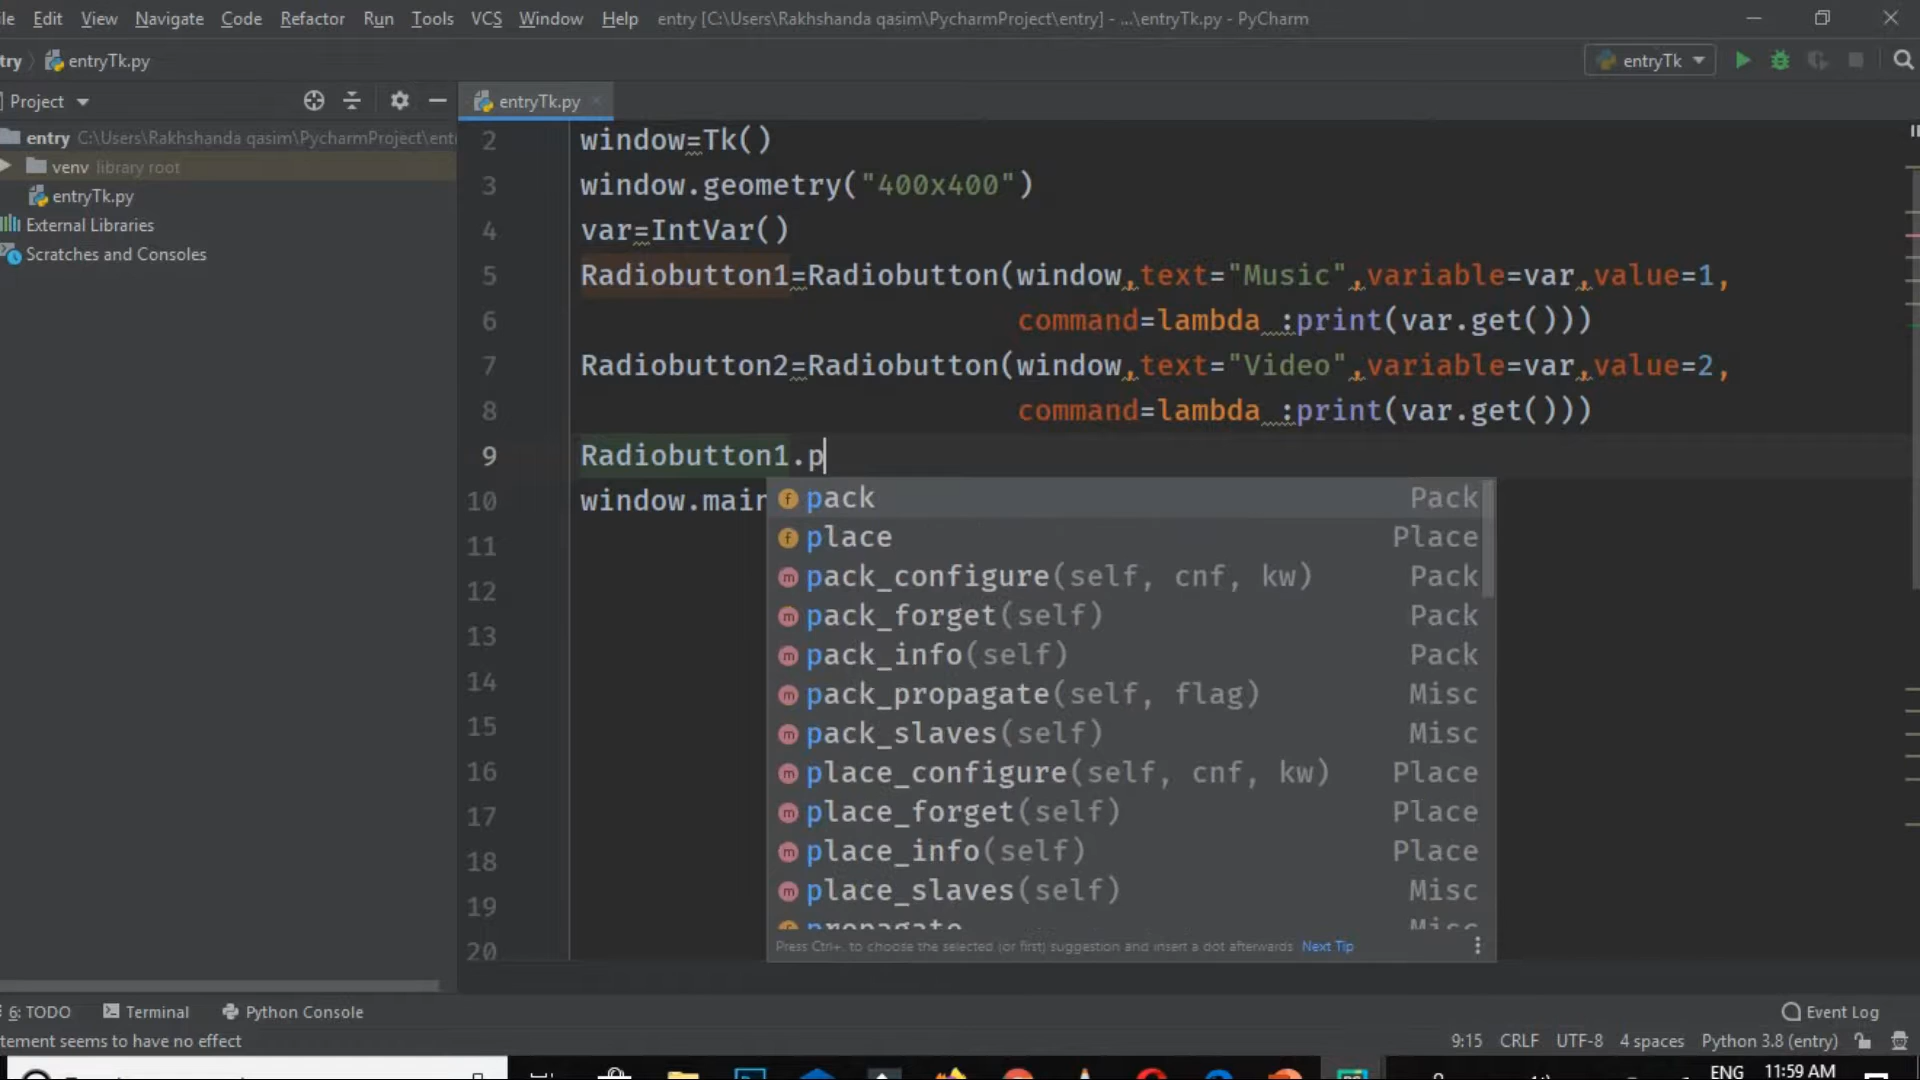 le Edit View Navigate Code Refactor Run Tools VCS Window Help entry [C:\Users\Rakhshanda qasim\PycharmProject\entry] - ...\entryTk.py - PyCharm
try entryTk.py entryTk
Project entryTk.py
entry C:\Users\Rakhshanda qasim\PycharmProject\ent
venv library root
entryTk.py
External Libraries
Scratches and Consoles
2 window=Tk()
3 window.geometry("400x400")
4 var=IntVar()
5 Radiobutton1=Radiobutton(window,text="Music",variable=var,value=1,
6 command=lambda :print(var.get()))
7 Radiobutton2=Radiobutton(window,text="Video",variable=var,value=2,
8 command=lambda :print(var.get()))
9 Radiobutton1.p
10 window.main
11
12
13
14
15
16
17
18
19
20
pack Pack
place Place
pack_configure(self, cnf, kw) Pack
pack_forget(self) Pack
pack_info(self) Pack
pack_propagate(self, flag) Misc
pack_slaves(self) Misc
place_configure(self, cnf, kw) Place
place_forget(self) Place
place_info(self) Place
place_slaves(self) Misc
propagate Misc
Press Ctrl+. to choose the selected (or first) suggestion and insert a dot afterwards Next Tip
6: TODO Terminal Python Console Event Log
tement seems to have no effect 9:15 CRLF UTF-8 4 spaces Python 3.8 (entry)
ENG 11:59 AM